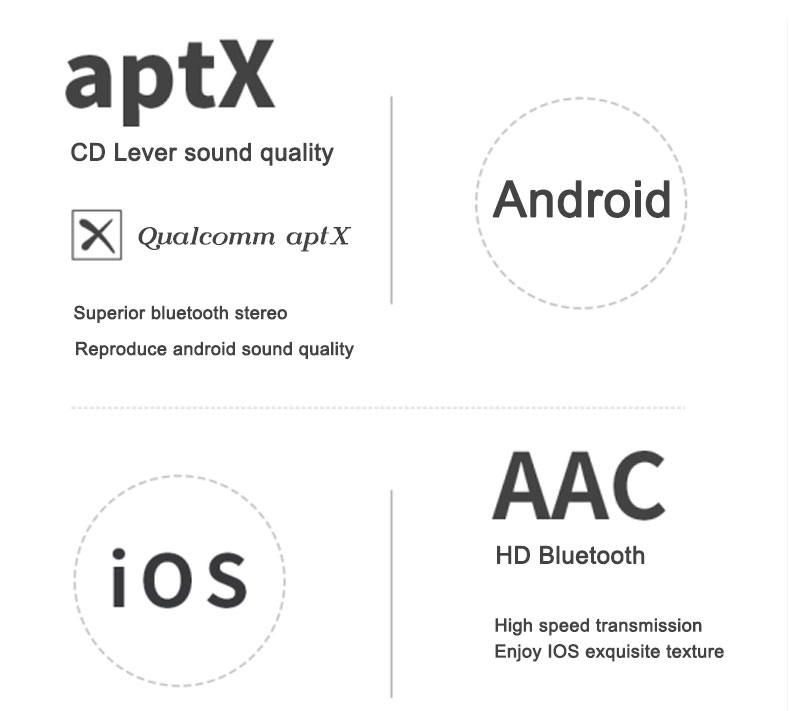 aptX
CD Lever sound quality
Qualcomm aptX
Superior bluetooth stereo
Reproduce android sound quality
Android
iOS
AAC
HD Bluetooth
High speed transmission
Enjoy IOS exquisite texture